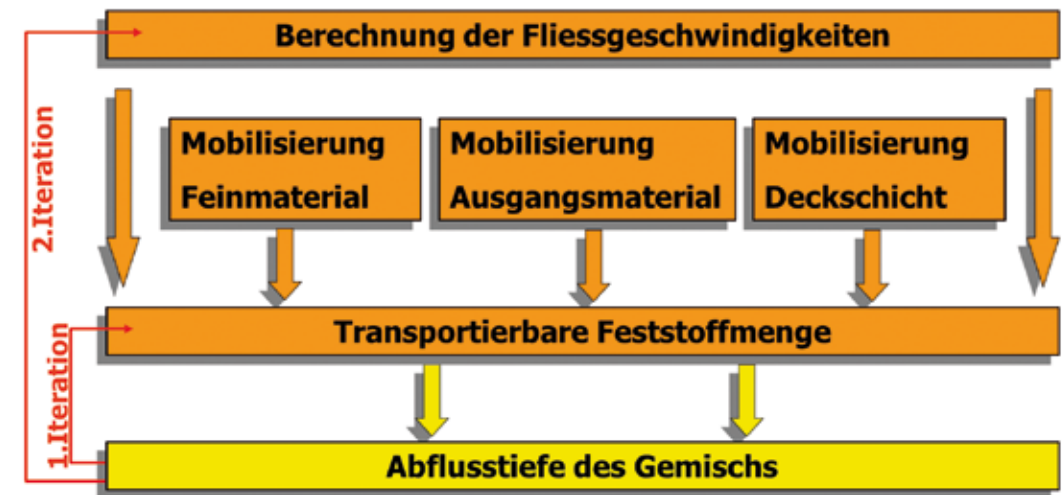 Berechnung der Fliessgeschwindigkeiten
2.Iteration
Mobilisierung
Feinmaterial
Mobilisierung
Ausgangsmaterial
Mobilisierung
Deckschicht
1.Iteration
Transportierbare Feststoffmenge
Abflusstiefe des Gemischs